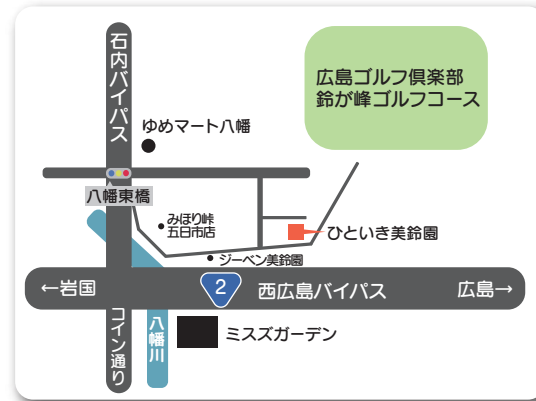 石内バイパス
広島ゴルフ倶楽部
鈴が峰ゴルフコース
ゆめマート八幡
八幡東橋
みほり峠
五日市店
ひといき美鈴園
ジーベン美鈴園
←岩国
2
西広島バイパス
広島→
コイン通り
八幡川
ミスズガーデン